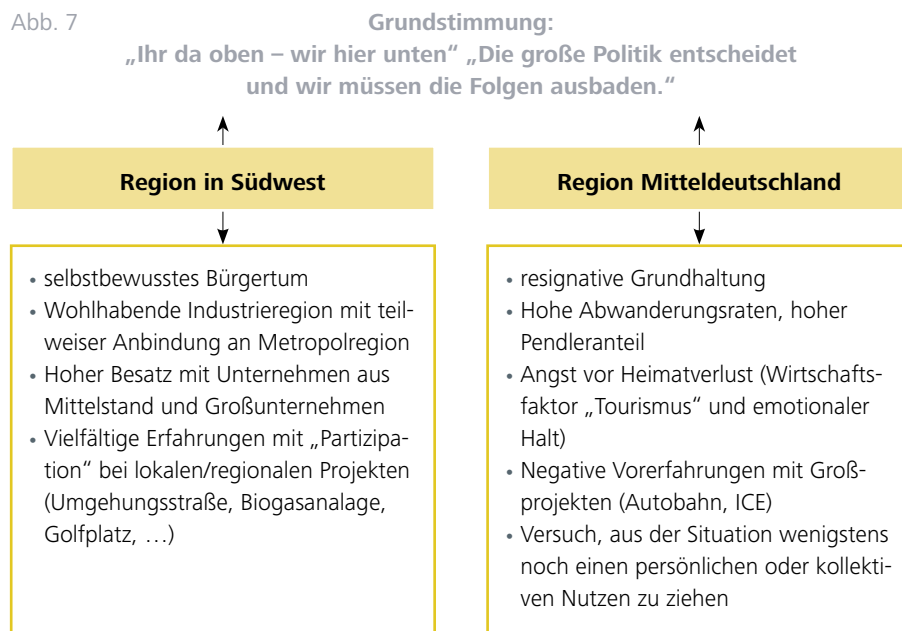 Abb. 7
Grundstimmung:
„Ihr da oben – wir hier unten“ „Die große Politik entscheidet
und wir müssen die Folgen ausbaden.“
Region in Südwest
• selbstbewusstes Bürgertum
• Wohlhabende Industrieregion mit teil-
weiser Anbindung an Metropolregion
• Hoher Besatz mit Unternehmen aus
Mittelstand und Großunternehmen
• Vielfältige Erfahrungen mit „Partizipa-
tion“ bei lokalen/regionalen Projekten
(Umgehungsstraße, Biogasanalage,
Golfplatz, …)
Region Mitteldeutschland
• resignative Grundhaltung
• Hohe Abwanderungsraten, hoher
Pendleranteil
• Angst vor Heimatverlust (Wirtschafts-
faktor „Tourismus“ und emotionaler
Halt)
• Negative Vorerfahrungen mit Groß-
projekten (Autobahn, ICE)
• Versuch, aus der Situation wenigstens
noch einen persönlichen oder kollekti-
ven Nutzen zu ziehen